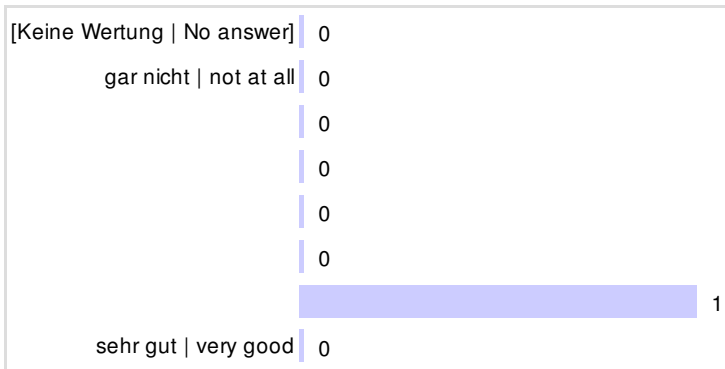 [Keine Wertung | No answer] 0
gar nicht | not at all 0
0
0
0
0
1
sehr gut | very good 0